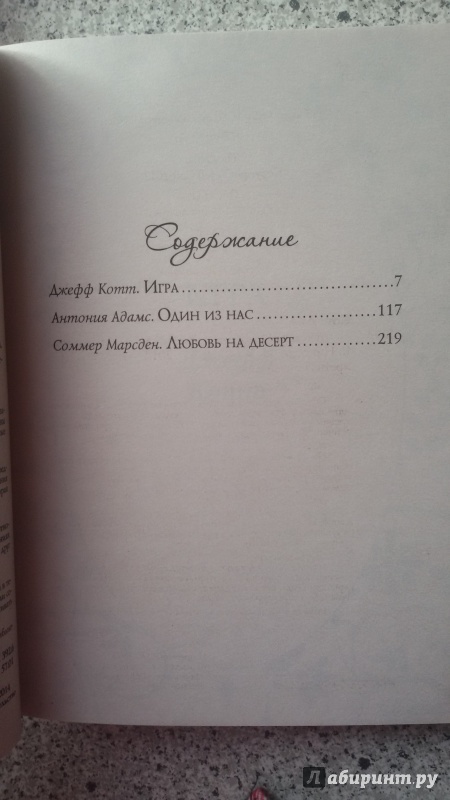 Содержание
Джефф Котт. Игра......................................7
Антония Адамс. Один из нас......................117
Соммер Марсден. Любовь на десерт..............219
Лабиринт.ру